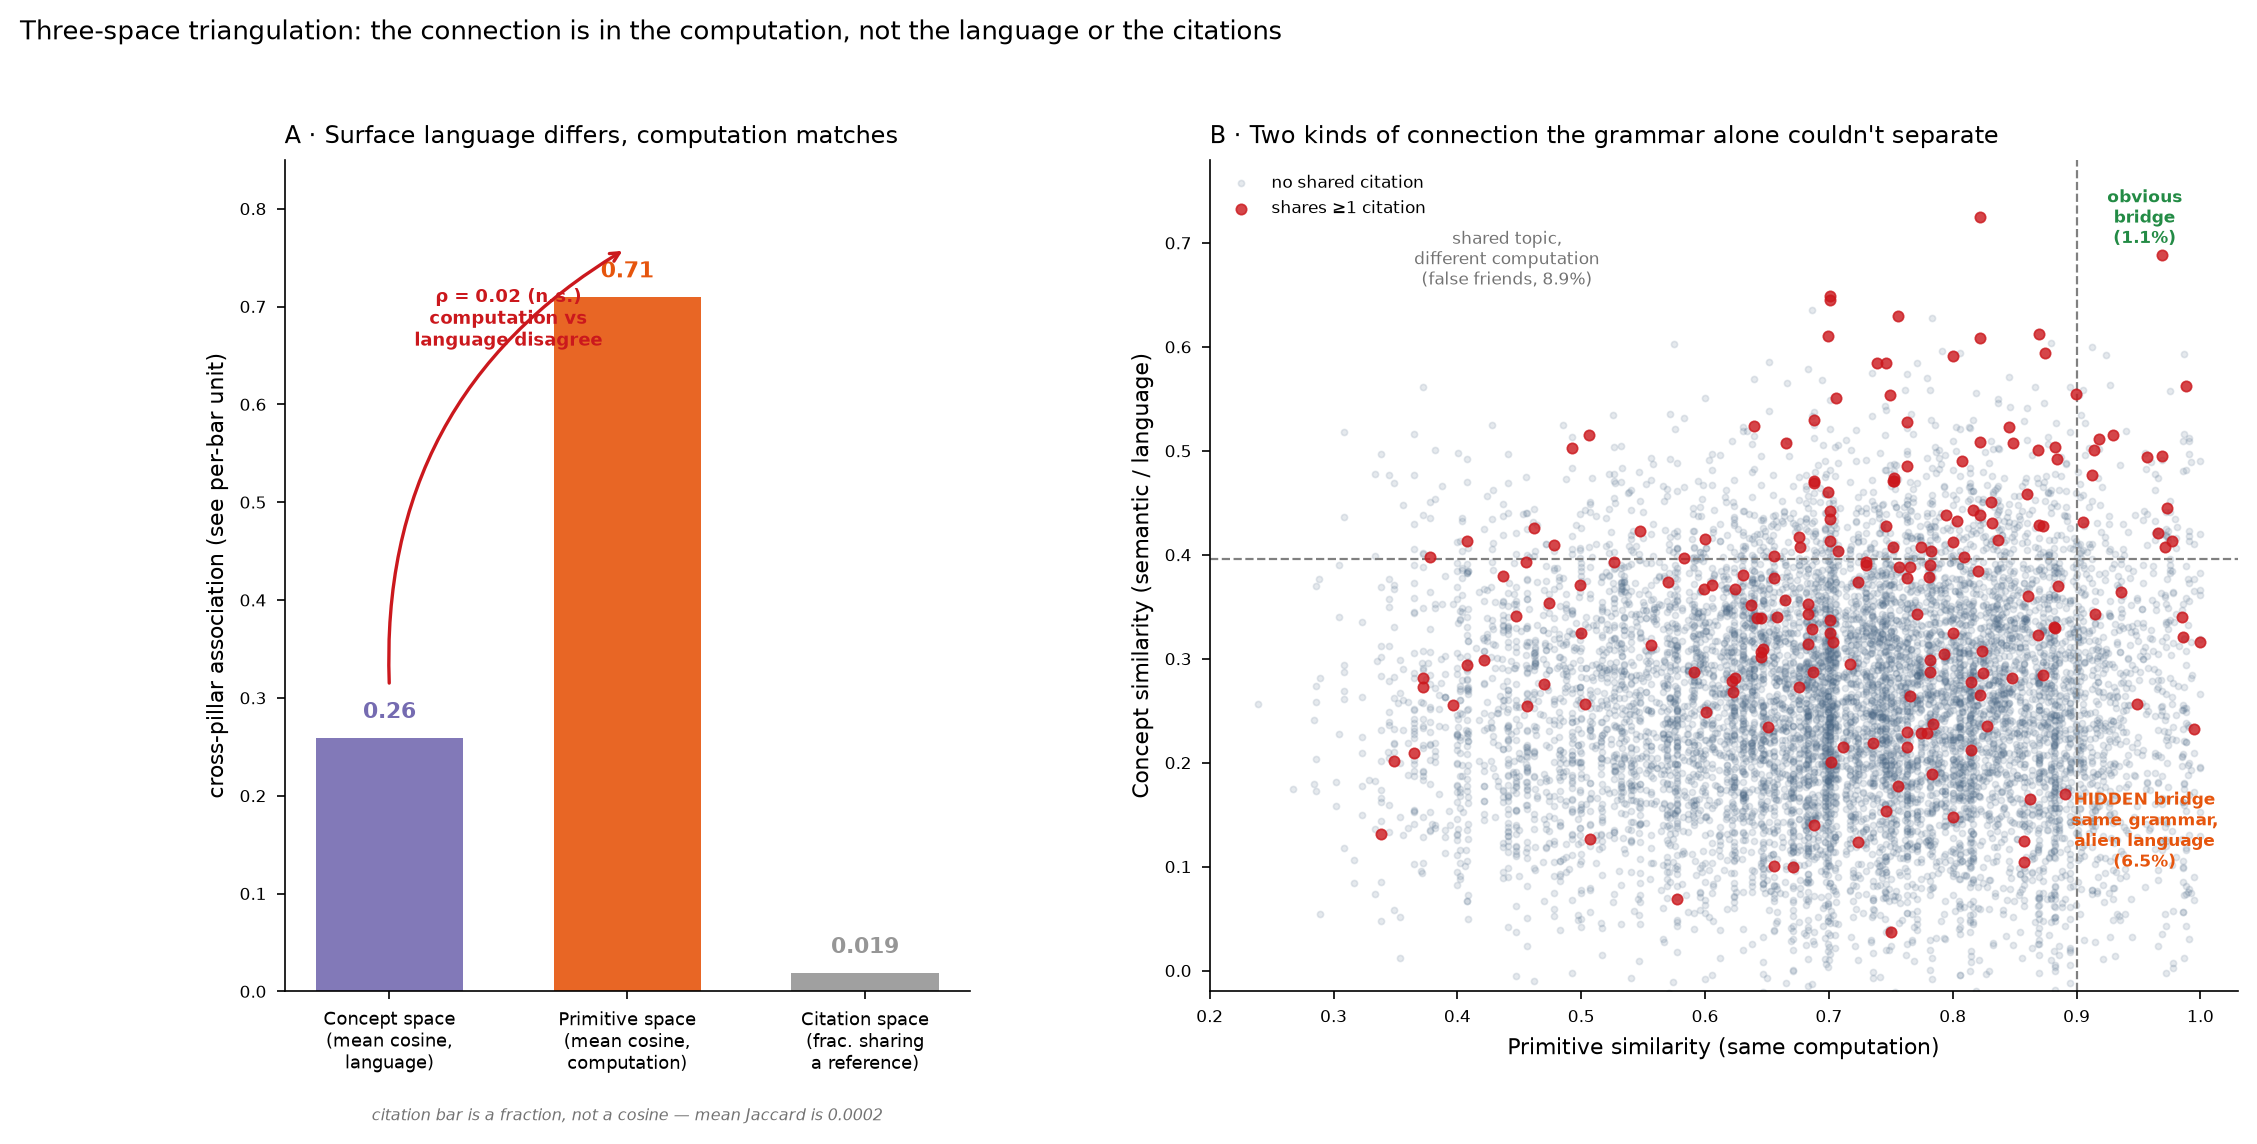 Three-space triangulation: the connection is in the computation, not the language or the citations
A · Surface language differs, computation matches
cross-pillar association (see per-bar unit)
0.8
0.7
0.6
0.5
0.4
0.3
0.2
0.1
0.0
0.26
0.71
0.019
ρ = 0.02 (n.s.)
computation vs
language disagree
Concept space
(mean cosine,
language)
Primitive space
(mean cosine,
computation)
Citation space
(frac. sharing
a reference)
citation bar is a fraction, not a cosine — mean Jaccard is 0.0002
B · Two kinds of connection the grammar alone couldn't separate
no shared citation
shares ≥1 citation
shared topic,
different computation
(false friends, 8.9%)
obvious
bridge
(1.1%)
HIDDEN bridge
same grammar,
alien language
(6.5%)
Concept similarity (semantic / language)
0.7
0.6
0.5
0.4
0.3
0.2
0.1
0.0
0.2
0.3
0.4
0.5
0.6
0.7
0.8
0.9
1.0
Primitive similarity (same computation)